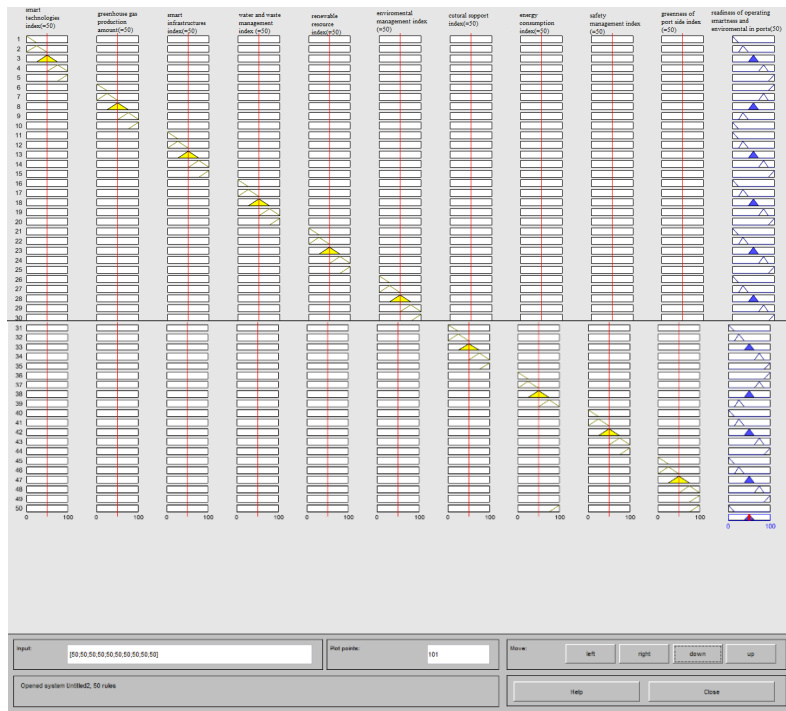 smart
technologies
index(=50)
greenhouse gas
production
amount(=50)
smart
infrastructures
index(=50)
water and waste
management
index (=50)
renewable
resource
index(=50)
enviromental
management index
(=50)
cutural support
index(=50)
energy
consumption
index(=50)
safety
management index
(=50)
greenness of
port side index
(=50)
readiness of operating
smartness and
enviromental in ports(50)
1
2
3
4
5
6
7
8
9
10
11
12
13
14
15
16
17
18
19
20
21
22
23
24
25
26
27
28
29
30
31
32
33
34
35
36
37
38
39
40
41
42
43
44
45
46
47
48
49
50
0 100 0 100 0 100 0 100 0 100 0 100 0 100 0 100 0 100 0 100
0 100
Input: [50;50;50;50;50;50;50;50;50;50] Plot points: 101 Move: left right down up
Opened system Untitled2, 50 rules Help Close